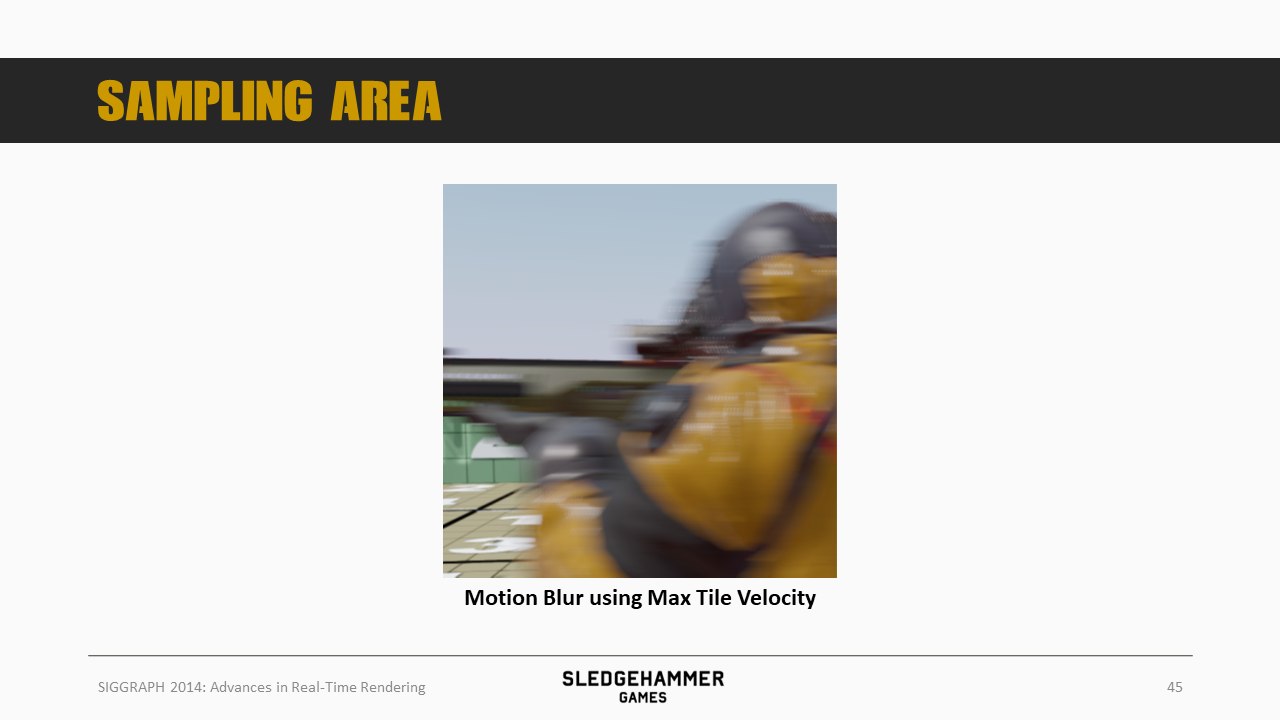 SAMPLING AREA
Motion Blur using Max Tile Velocity
SIGGRAPH 2014: Advances in Real-Time Rendering
SLEDGEHAMMER
GAMES
45